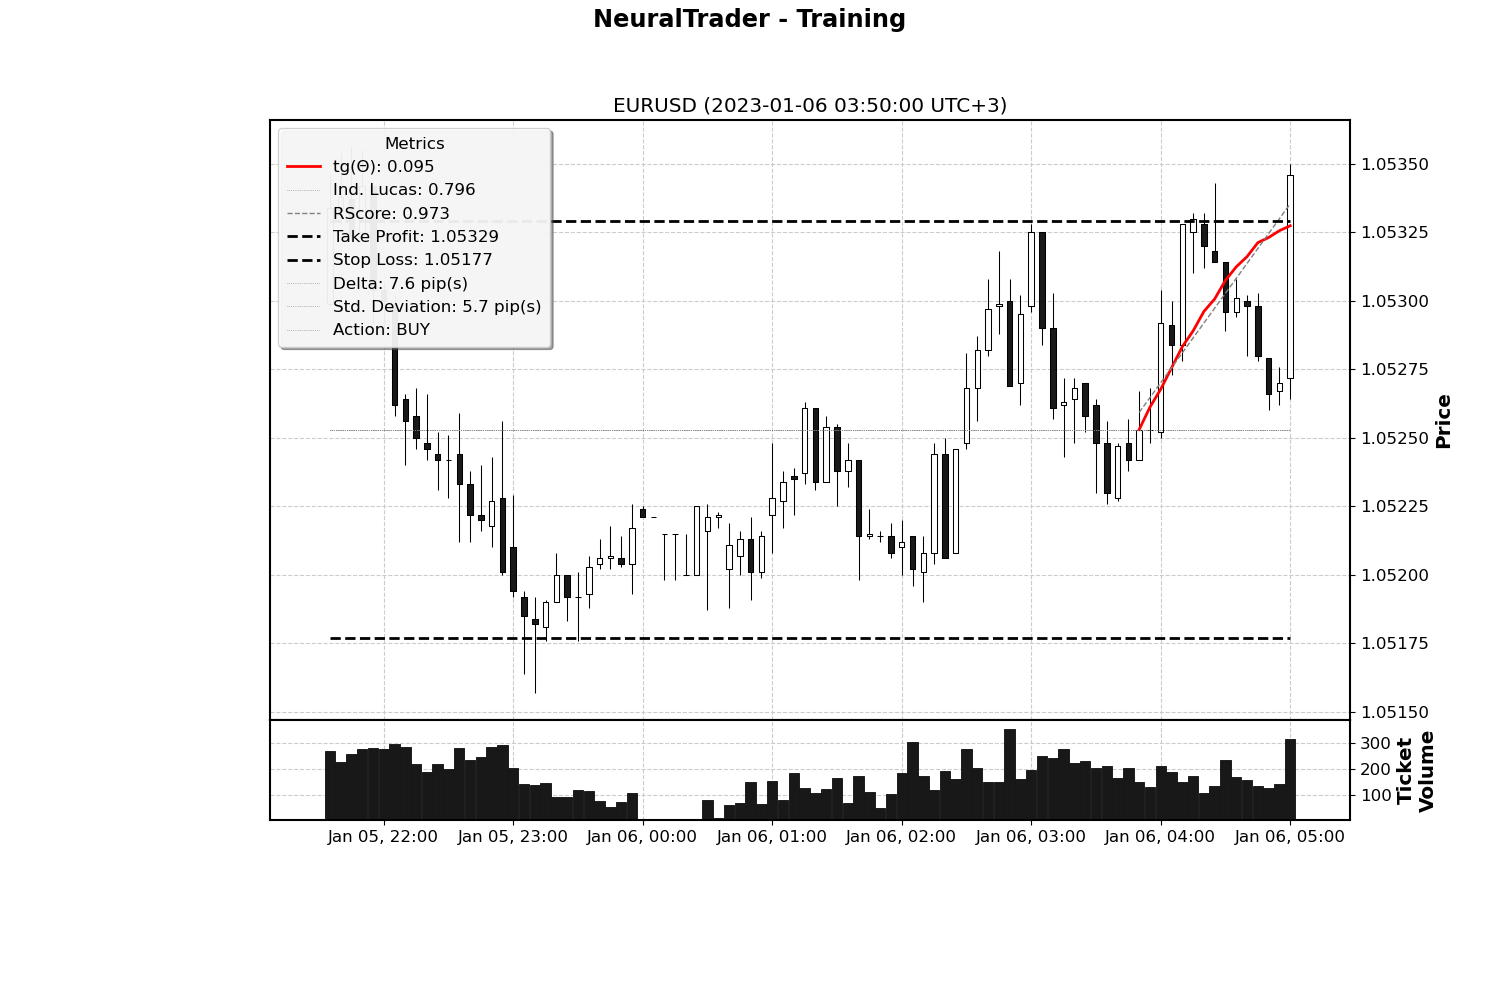 NeuralTrader - Training
EURUSD (2023-01-06 03:50:00 UTC+3)
Metrics
tg(Θ): 0.095
Ind. Lucas: 0.796
RScore: 0.973
Take Profit: 1.05329
Stop Loss: 1.05177
Delta: 7.6 pip(s)
Std. Deviation: 5.7 pip(s)
Action: BUY
1.05350
1.05325
1.05300
1.05275
1.05250
1.05225
1.05200
1.05175
1.05150
Price
300
200
100
Ticket
Volume
Jan 05, 22:00
Jan 05, 23:00
Jan 06, 00:00
Jan 06, 01:00
Jan 06, 02:00
Jan 06, 03:00
Jan 06, 04:00
Jan 06, 05:00